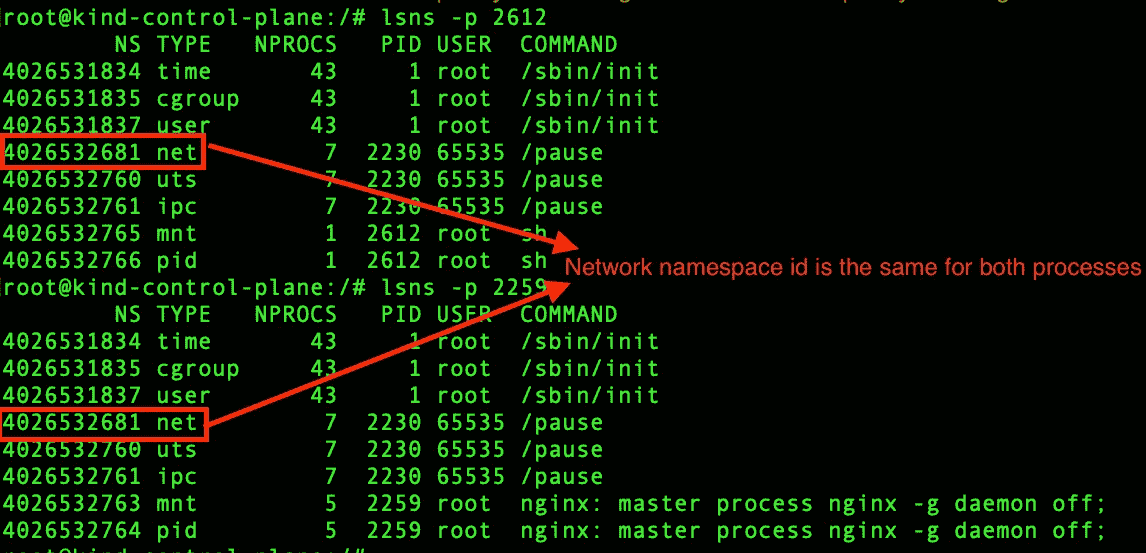 root@kind-control-plane:/# lsns -p 2612
        NS TYPE   NPROCS   PID USER  COMMAND
4026531834 time       43     1 root  /sbin/init
4026531835 cgroup     43     1 root  /sbin/init
4026531837 user       43     1 root  /sbin/init
4026532681 net         7  2230 65535 /pause
4026532760 uts         7  2230 65535 /pause
4026532761 ipc         7  2230 65535 /pause
4026532765 mnt         1  2612 root  sh
4026532766 pid         1  2612 root  sh
Network namespace id is the same for both processes
root@kind-control-plane:/# lsns -p 2259
        NS TYPE   NPROCS   PID USER  COMMAND
4026531834 time       43     1 root  /sbin/init
4026531835 cgroup     43     1 root  /sbin/init
4026531837 user       43     1 root  /sbin/init
4026532681 net         7  2230 65535 /pause
4026532760 uts         7  2230 65535 /pause
4026532761 ipc         7  2230 65535 /pause
4026532763 mnt         5  2259 root  nginx: master process nginx -g daemon off;
4026532764 pid         5  2259 root  nginx: master process nginx -g daemon off;
root@kind-control-plane:/#